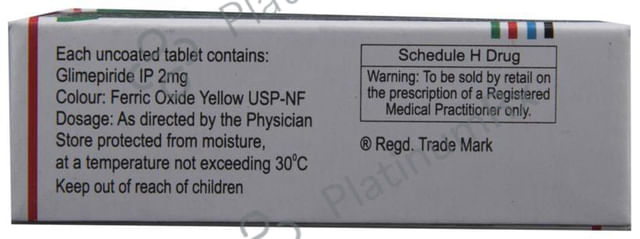 Each uncoated tablet contains:
Glimepiride IP 2mg
Colour: Ferric Oxide Yellow USP-NF
Dosage: As directed by the Physician
Store protected from moisture,
at a temperature not exceeding 30⁰C
Keep out of reach of children
Schedule H Drug
Warning: To be sold by retail on
the prescription of a Registered
Medical Practitioner only.
® Regd. Trade Mark